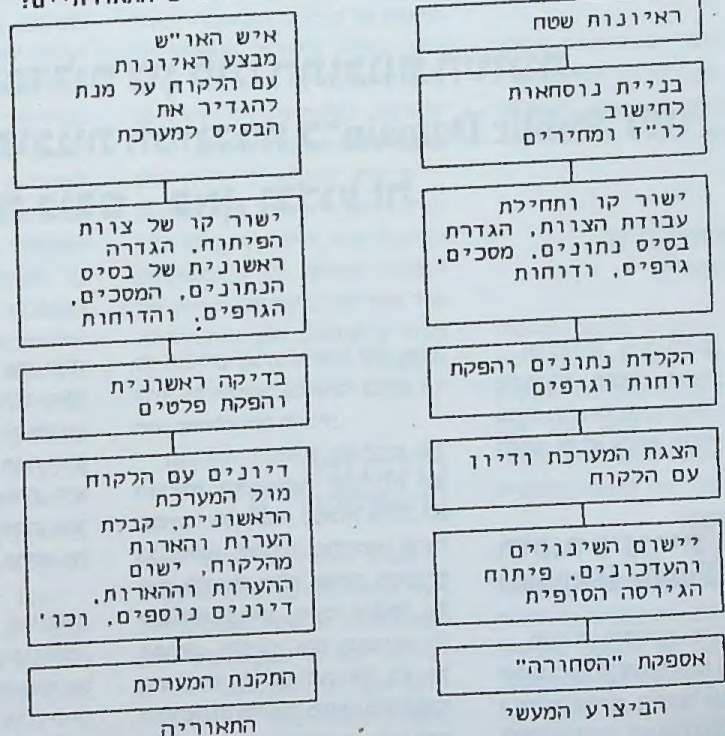 ראיונות שטח
בניית נוסחאות
לחישוב
לו"ז ומחירים
ישור קו ותחילת
עבודת הצוות, הגדרת
בסיס נתונים, מסכים,
גרפים, ודוחות
הקלדת נתונים והפקת
דוחות וגרפים
הצגת המערכת ודיון
עם הלקוח
יישום השינויים
והעדכונים, פיתוח
הגירסה הסופית
אספקת "הסחורה"
הביצוע המעשי
איש האו"ש
מבצע ראיונות
עם הלקוח על מנת
להגדיר את
הבסיס למערכת
ישור קו של צוות
הפיתוח, הגדרה
ראשונית של בסיס
הנתונים, המסכים,
הגרפים, והדוחות
בדיקה ראשונית
והפקת פלטים
דיונים עם הלקוח
מול המערכת
הראשונית, קבלת
הערות והארות
מהלקוח, ישום
ההערות וההארות,
דיונים נוספים, וכו'
התקנת המערכת
התאוריה